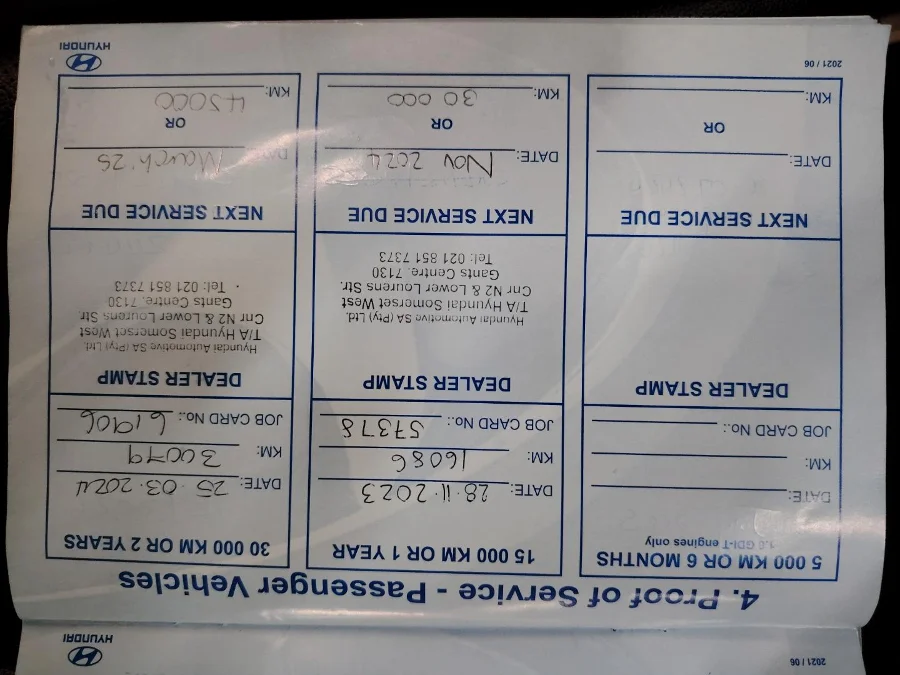 2021 / 06
HYUNDAI
4. Proof of Service - Passenger Vehicles
5 000 KM OR 6 MONTHS
1.0 GDI-T engines only
DATE:
KM:
JOB CARD No.:
DEALER STAMP
NEXT SERVICE DUE
DATE:
OR
KM:
15 000 KM OR 1 YEAR
DATE: 28.11.2023
KM: 16086
JOB CARD No.: 57378
DEALER STAMP
Hyundai Automotive SA (Pty) Ltd.
T/A Hyundai Somerset West
Cnr N2 & Lower Lourens Str.
Gants Centre. 7130
Tel: 021 851 7373
NEXT SERVICE DUE
DATE: Nov 2024
OR
KM: 30 000
30 000 KM OR 2 YEARS
DATE: 25.03.2024
KM: 30079
JOB CARD No.: 61906
DEALER STAMP
Hyundai Automotive SA (Pty) Ltd.
T/A Hyundai Somerset West
Cnr N2 & Lower Lourens Str.
Gants Centre. 7130
Tel: 021 851 7373
NEXT SERVICE DUE
DATE: March '25
OR
KM: 45000
2021 / 06
HYUNDAI